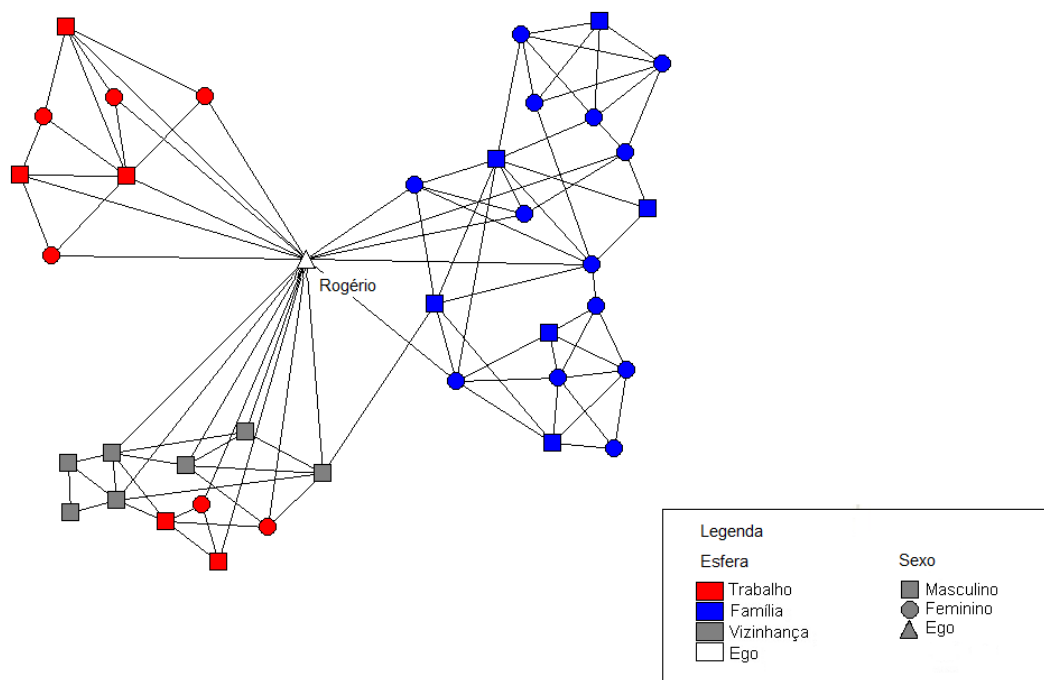 Rogério
Legenda
Esfera
Trabalho
Família
Vizinhança
Ego
Sexo
Masculino
Feminino
Ego